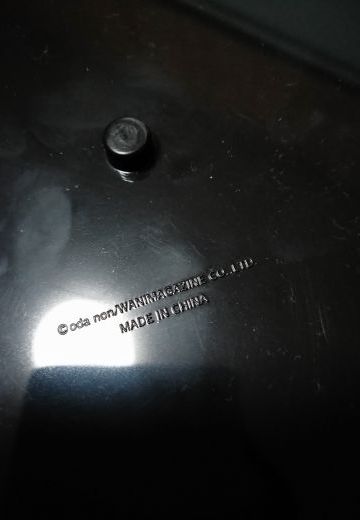 © oda non/WANIMAGAZINE CO., LTD.
MADE IN CHINA